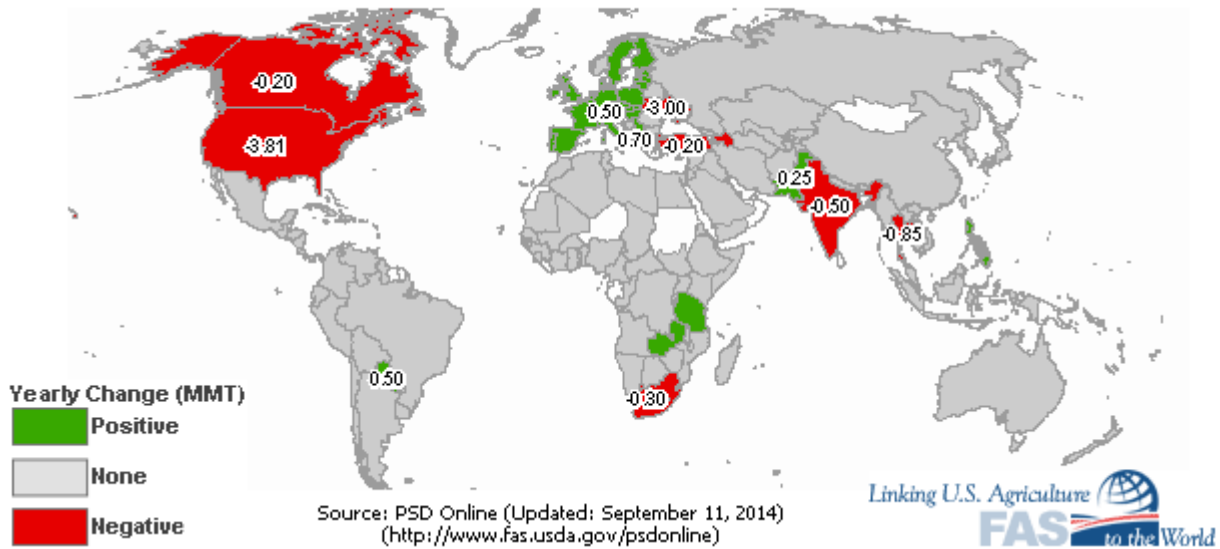 -0.20
-3.81
0.50
-3.00
0.70
-0.20
0.25
-0.50
-0.85
0.50
-0.30
Yearly Change (MMT)
Positive
None
Negative
Source: PSD Online (Updated: September 11, 2014)
(http://www.fas.usda.gov/psdonline)
Linking U.S. Agriculture
FAS to the World